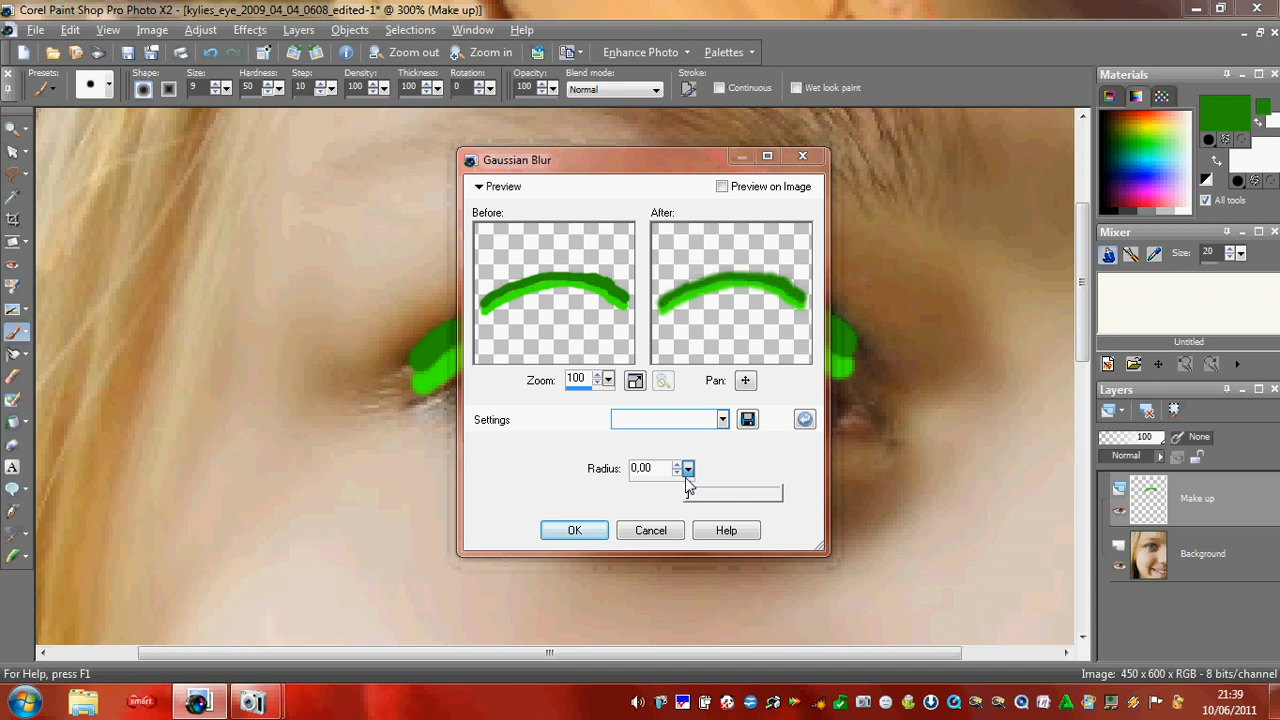 Corel Paint Shop Pro Photo X2 - [kylies_eye_2009_04_04_0608_edited-1* @ 300% (Make up)]
File Edit View Image Adjust Effects Layers Objects Selections Window Help
Zoom out Zoom in Enhance Photo Palettes
Presets: Shape: Size: Hardness: Step: Density: Thickness: Rotation: Opacity: Blend mode: Stroke:
9 50 10 100 100 0 100 Normal Continuous Wet look paint
Materials
All tools
Mixer Size: 20
Untitled
Layers
100 None
Normal
Make up
Background
Gaussian Blur
Preview Preview on Image
Before: After:
Zoom: 100 Pan:
Settings
Radius: 0,00
OK Cancel Help
For Help, press F1 Image: 450 x 600 x RGB - 8 bits/channel
smart.
21:39
10/06/2011